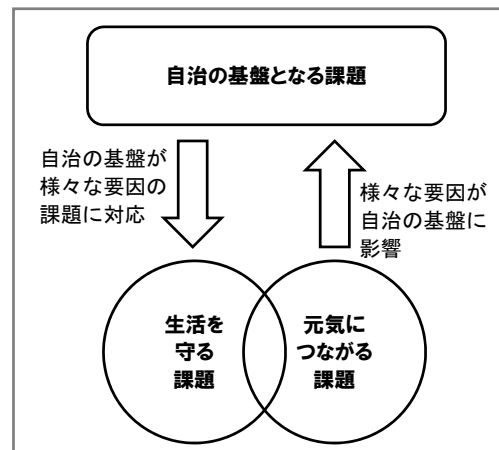 自治の基盤となる課題
自治の基盤が
様々な要因の
課題に対応
様々な要因が
自治の基盤に
影響
生活を
守る
課題
元気に
つながる
課題